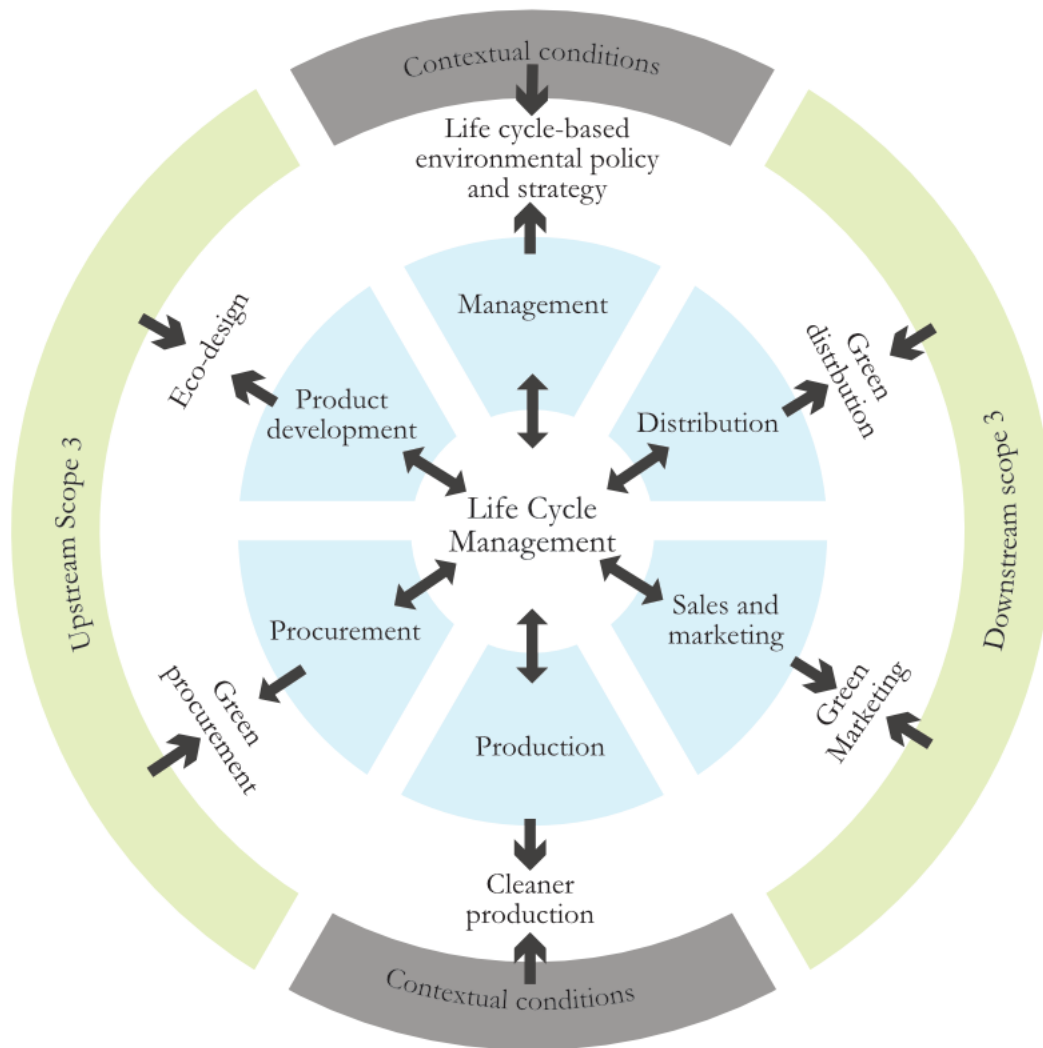 Contextual conditions
Life cycle-based
environmental policy
and strategy
Management
Eco-design
Product
development
Distribution
Green
distrbution
Upstream Scope 3
Life Cycle
Management
Downstream scope 3
Procurement
Sales and
marketing
Green
procurement
Production
Green
Marketing
Cleaner
production
Contextual conditions